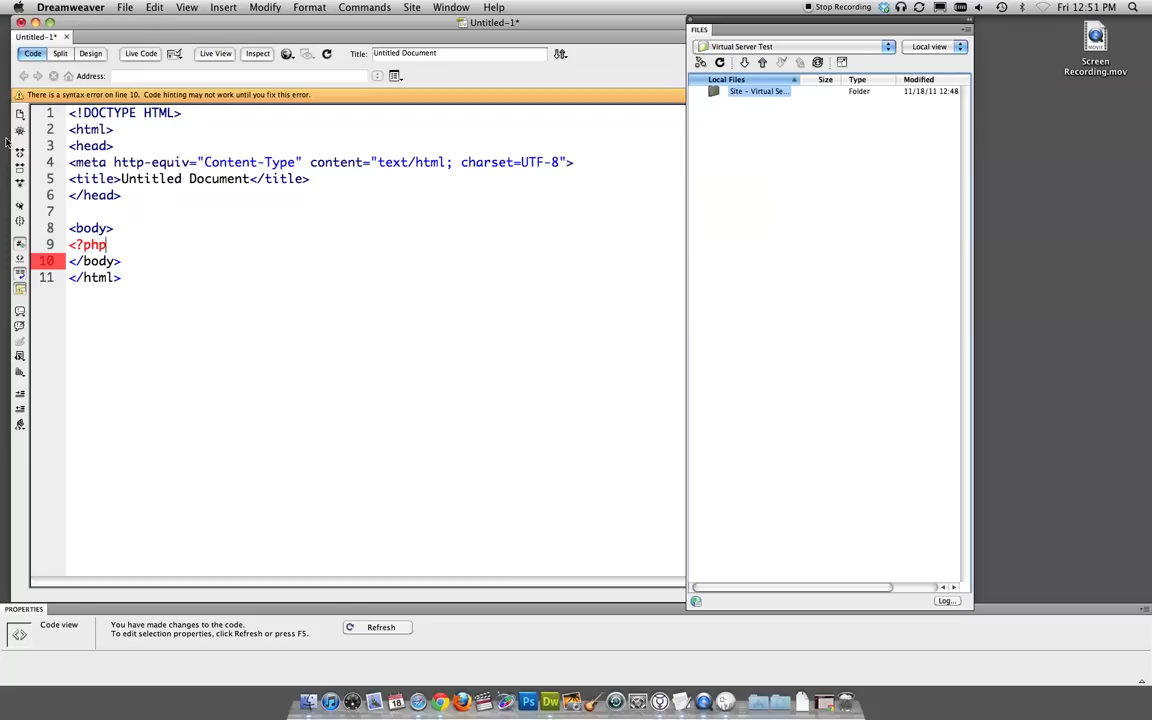 Dreamweaver File Edit View Insert Modify Format Commands Site Window Help Stop Recording Fri 12:51 PM
Untitled-1*
Untitled-1*
Code Split Design Live Code Live View Inspect Title: Untitled Document
Address:
There is a syntax error on line 10. Code hinting may not work until you fix this error.
1 <!DOCTYPE HTML>
2 <html>
3 <head>
4 <meta http-equiv="Content-Type" content="text/html; charset=UTF-8">
5 <title>Untitled Document</title>
6 </head>
7
8 <body>
9 <?php
10 </body>
11 </html>
FILES
Virtual Server Test Local view
Local Files Size Type Modified
Site - Virtual Se... Folder 11/18/11 12:48
Log...
Screen
Recording.mov
PROPERTIES
Code view
You have made changes to the code.
To edit selection properties, click Refresh or press F5.
Refresh
18 Ps Dw